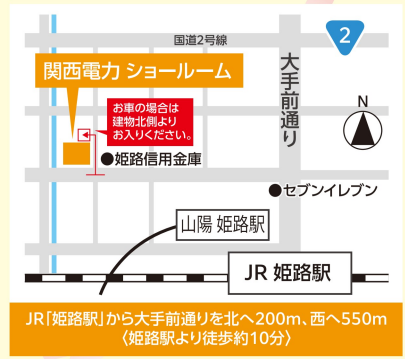 国道2号線
2
関西電力 ショールーム
大手前通り
お車の場合は
建物北側より
お入りください。
N
●姫路信用金庫
●セブンイレブン
山陽 姫路駅
JR 姫路駅
JR「姫路駅」から大手前通りを北へ200m、西へ550m
〈姫路駅より徒歩約10分〉